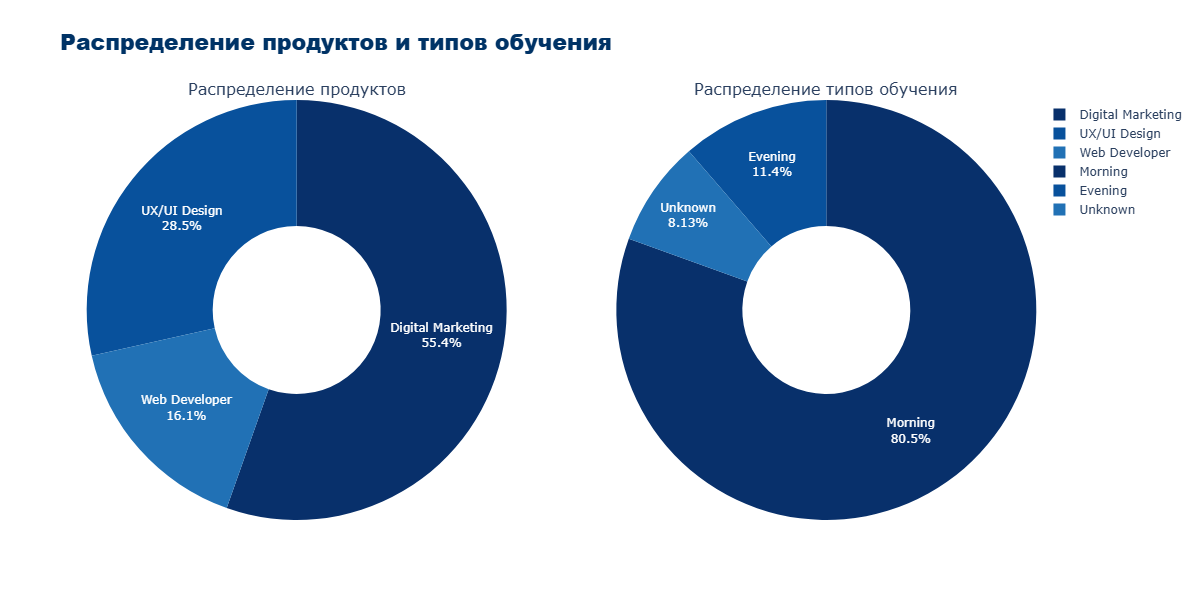 Распределение продуктов и типов обучения
Распределение продуктов
UX/UI Design
28.5%
Digital Marketing
55.4%
Web Developer
16.1%
Распределение типов обучения
Evening
11.4%
Unknown
8.13%
Morning
80.5%
Digital Marketing
UX/UI Design
Web Developer
Morning
Evening
Unknown